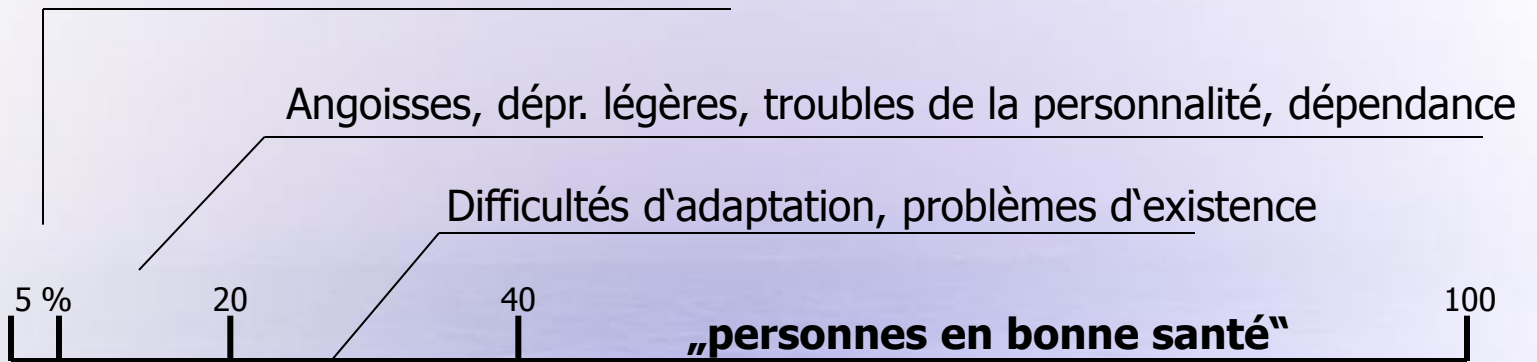 Angoisses, dépr. légères, troubles de la personnalité, dépendance
Difficultés d‘adaptation, problèmes d‘existence
5 % 20 40 100
„personnes en bonne santé“